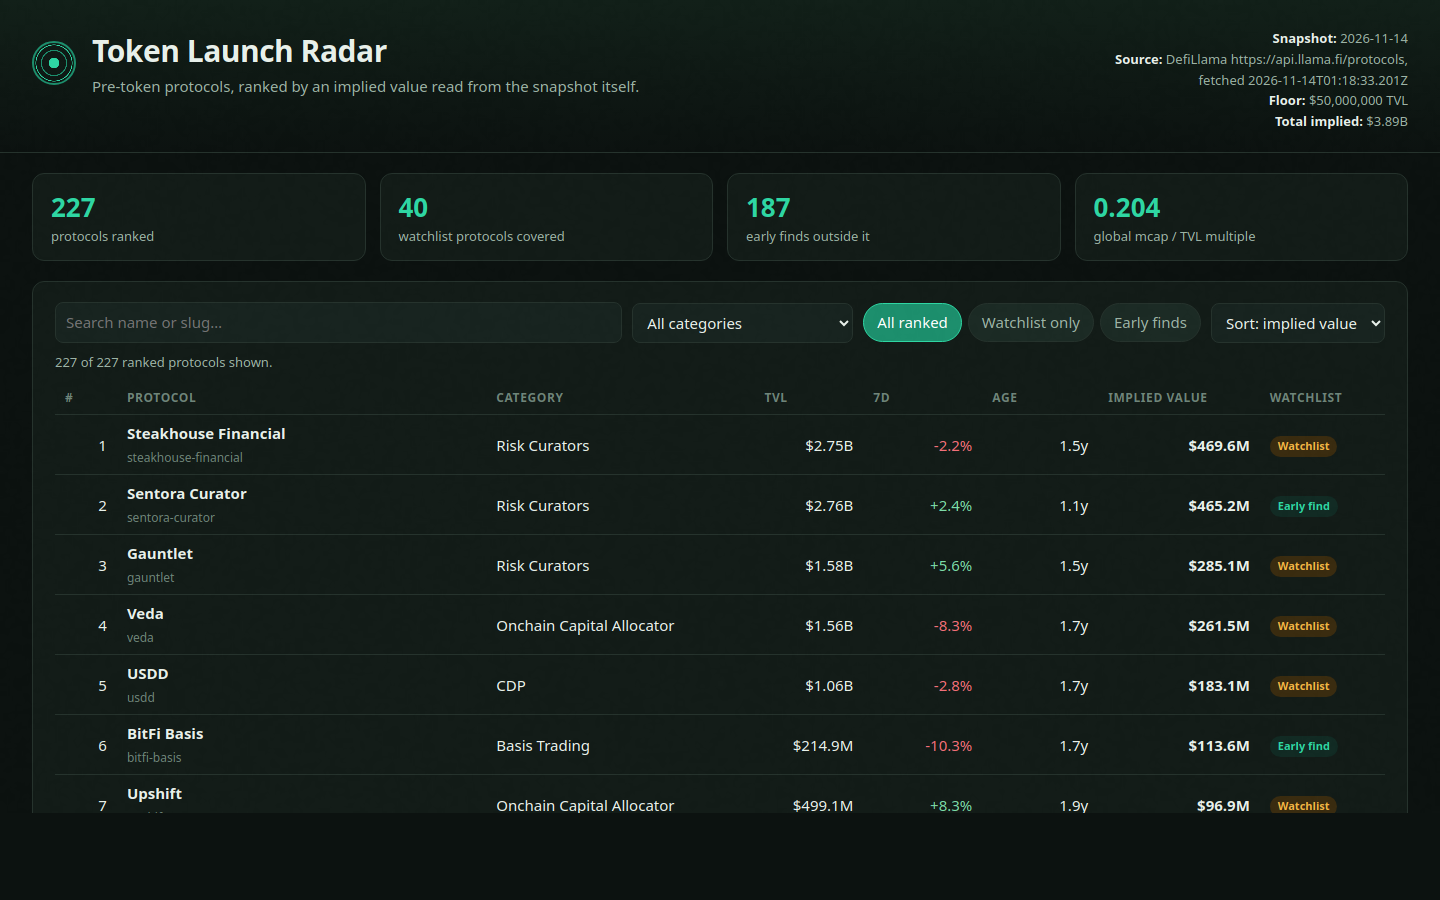 Token Launch Radar
Pre-token protocols, ranked by an implied value read from the snapshot itself.
Snapshot: 2026-11-14
Source: DefiLlama https://api.llama.fi/protocols,
fetched 2026-11-14T01:18:33.201Z
Floor: $50,000,000 TVL
Total implied: $3.89B
227
protocols ranked
40
watchlist protocols covered
187
early finds outside it
0.204
global mcap / TVL multiple
Search name or slug... All categories All ranked Watchlist only Early finds Sort: implied value
227 of 227 ranked protocols shown.
# PROTOCOL CATEGORY TVL 7D AGE IMPLIED VALUE WATCHLIST
1 Steakhouse Financial Risk Curators $2.75B -2.2% 1.5y $469.6M Watchlist
steakhouse-financial
2 Sentora Curator Risk Curators $2.76B +2.4% 1.1y $465.2M Early find
sentora-curator
3 Gauntlet Risk Curators $1.58B +5.6% 1.5y $285.1M Watchlist
gauntlet
4 Veda Onchain Capital Allocator $1.56B -8.3% 1.7y $261.5M Watchlist
veda
5 USDD CDP $1.06B -2.8% 1.7y $183.1M Watchlist
usdd
6 BitFi Basis Basis Trading $214.9M -10.3% 1.7y $113.6M Early find
bitfi-basis
7 Upshift Onchain Capital Allocator $499.1M +8.3% 1.9y $96.9M Watchlist